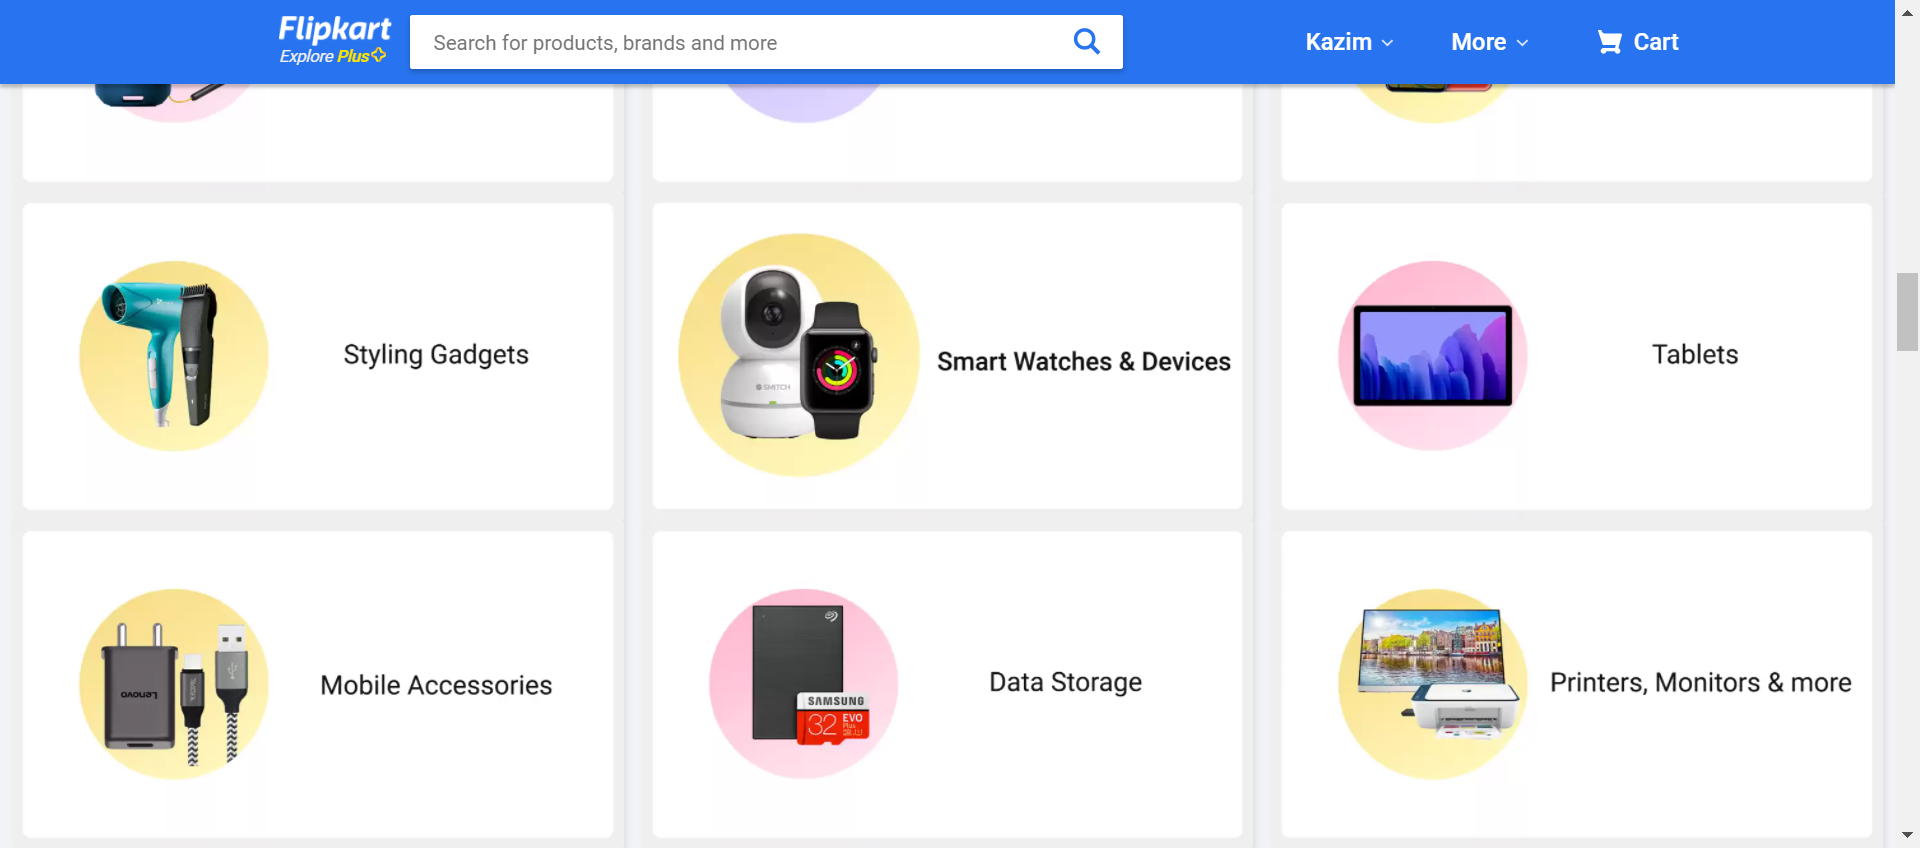 Flipkart
Explore Plus
Search for products, brands and more
Kazim
More
Cart
Styling Gadgets
SMITCH
Smart Watches & Devices
Tablets
Lenovo
Mobile Accessories
SAMSUNG
32 EVO
Plus
Data Storage
Printers, Monitors & more